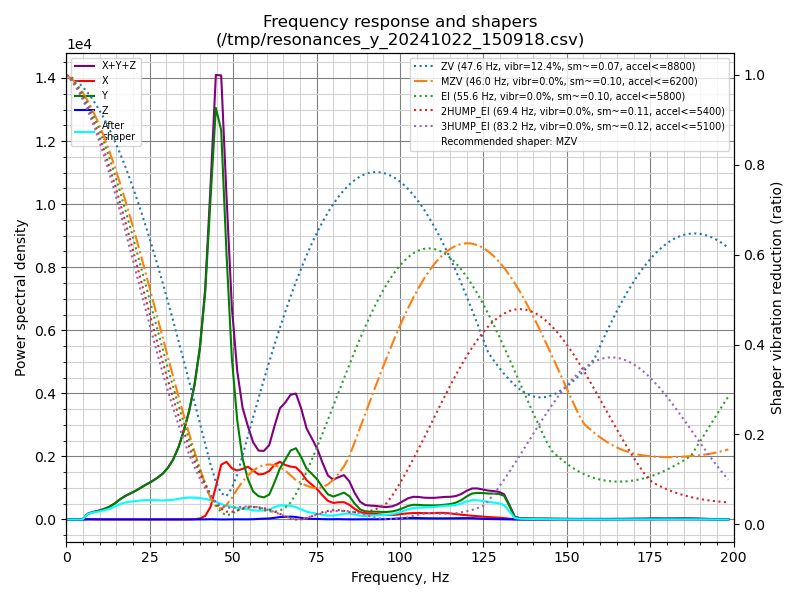 Frequency response and shapers
(/tmp/resonances_y_20241022_150918.csv)
1e4
X+Y+Z
X
Y
Z
After
shaper
ZV (47.6 Hz, vibr=12.4%, sm~=0.07, accel<=8800)
MZV (46.0 Hz, vibr=0.0%, sm~=0.10, accel<=6200)
EI (55.6 Hz, vibr=0.0%, sm~=0.10, accel<=5800)
2HUMP_EI (69.4 Hz, vibr=0.0%, sm~=0.11, accel<=5400)
3HUMP_EI (83.2 Hz, vibr=0.0%, sm~=0.12, accel<=5100)
Recommended shaper: MZV
Power spectral density
1.4
1.2
1.0
0.8
0.6
0.4
0.2
0.0
1.0
0.8
0.6
0.4
0.2
0.0
Shaper vibration reduction (ratio)
0 25 50 75 100 125 150 175 200
Frequency, Hz